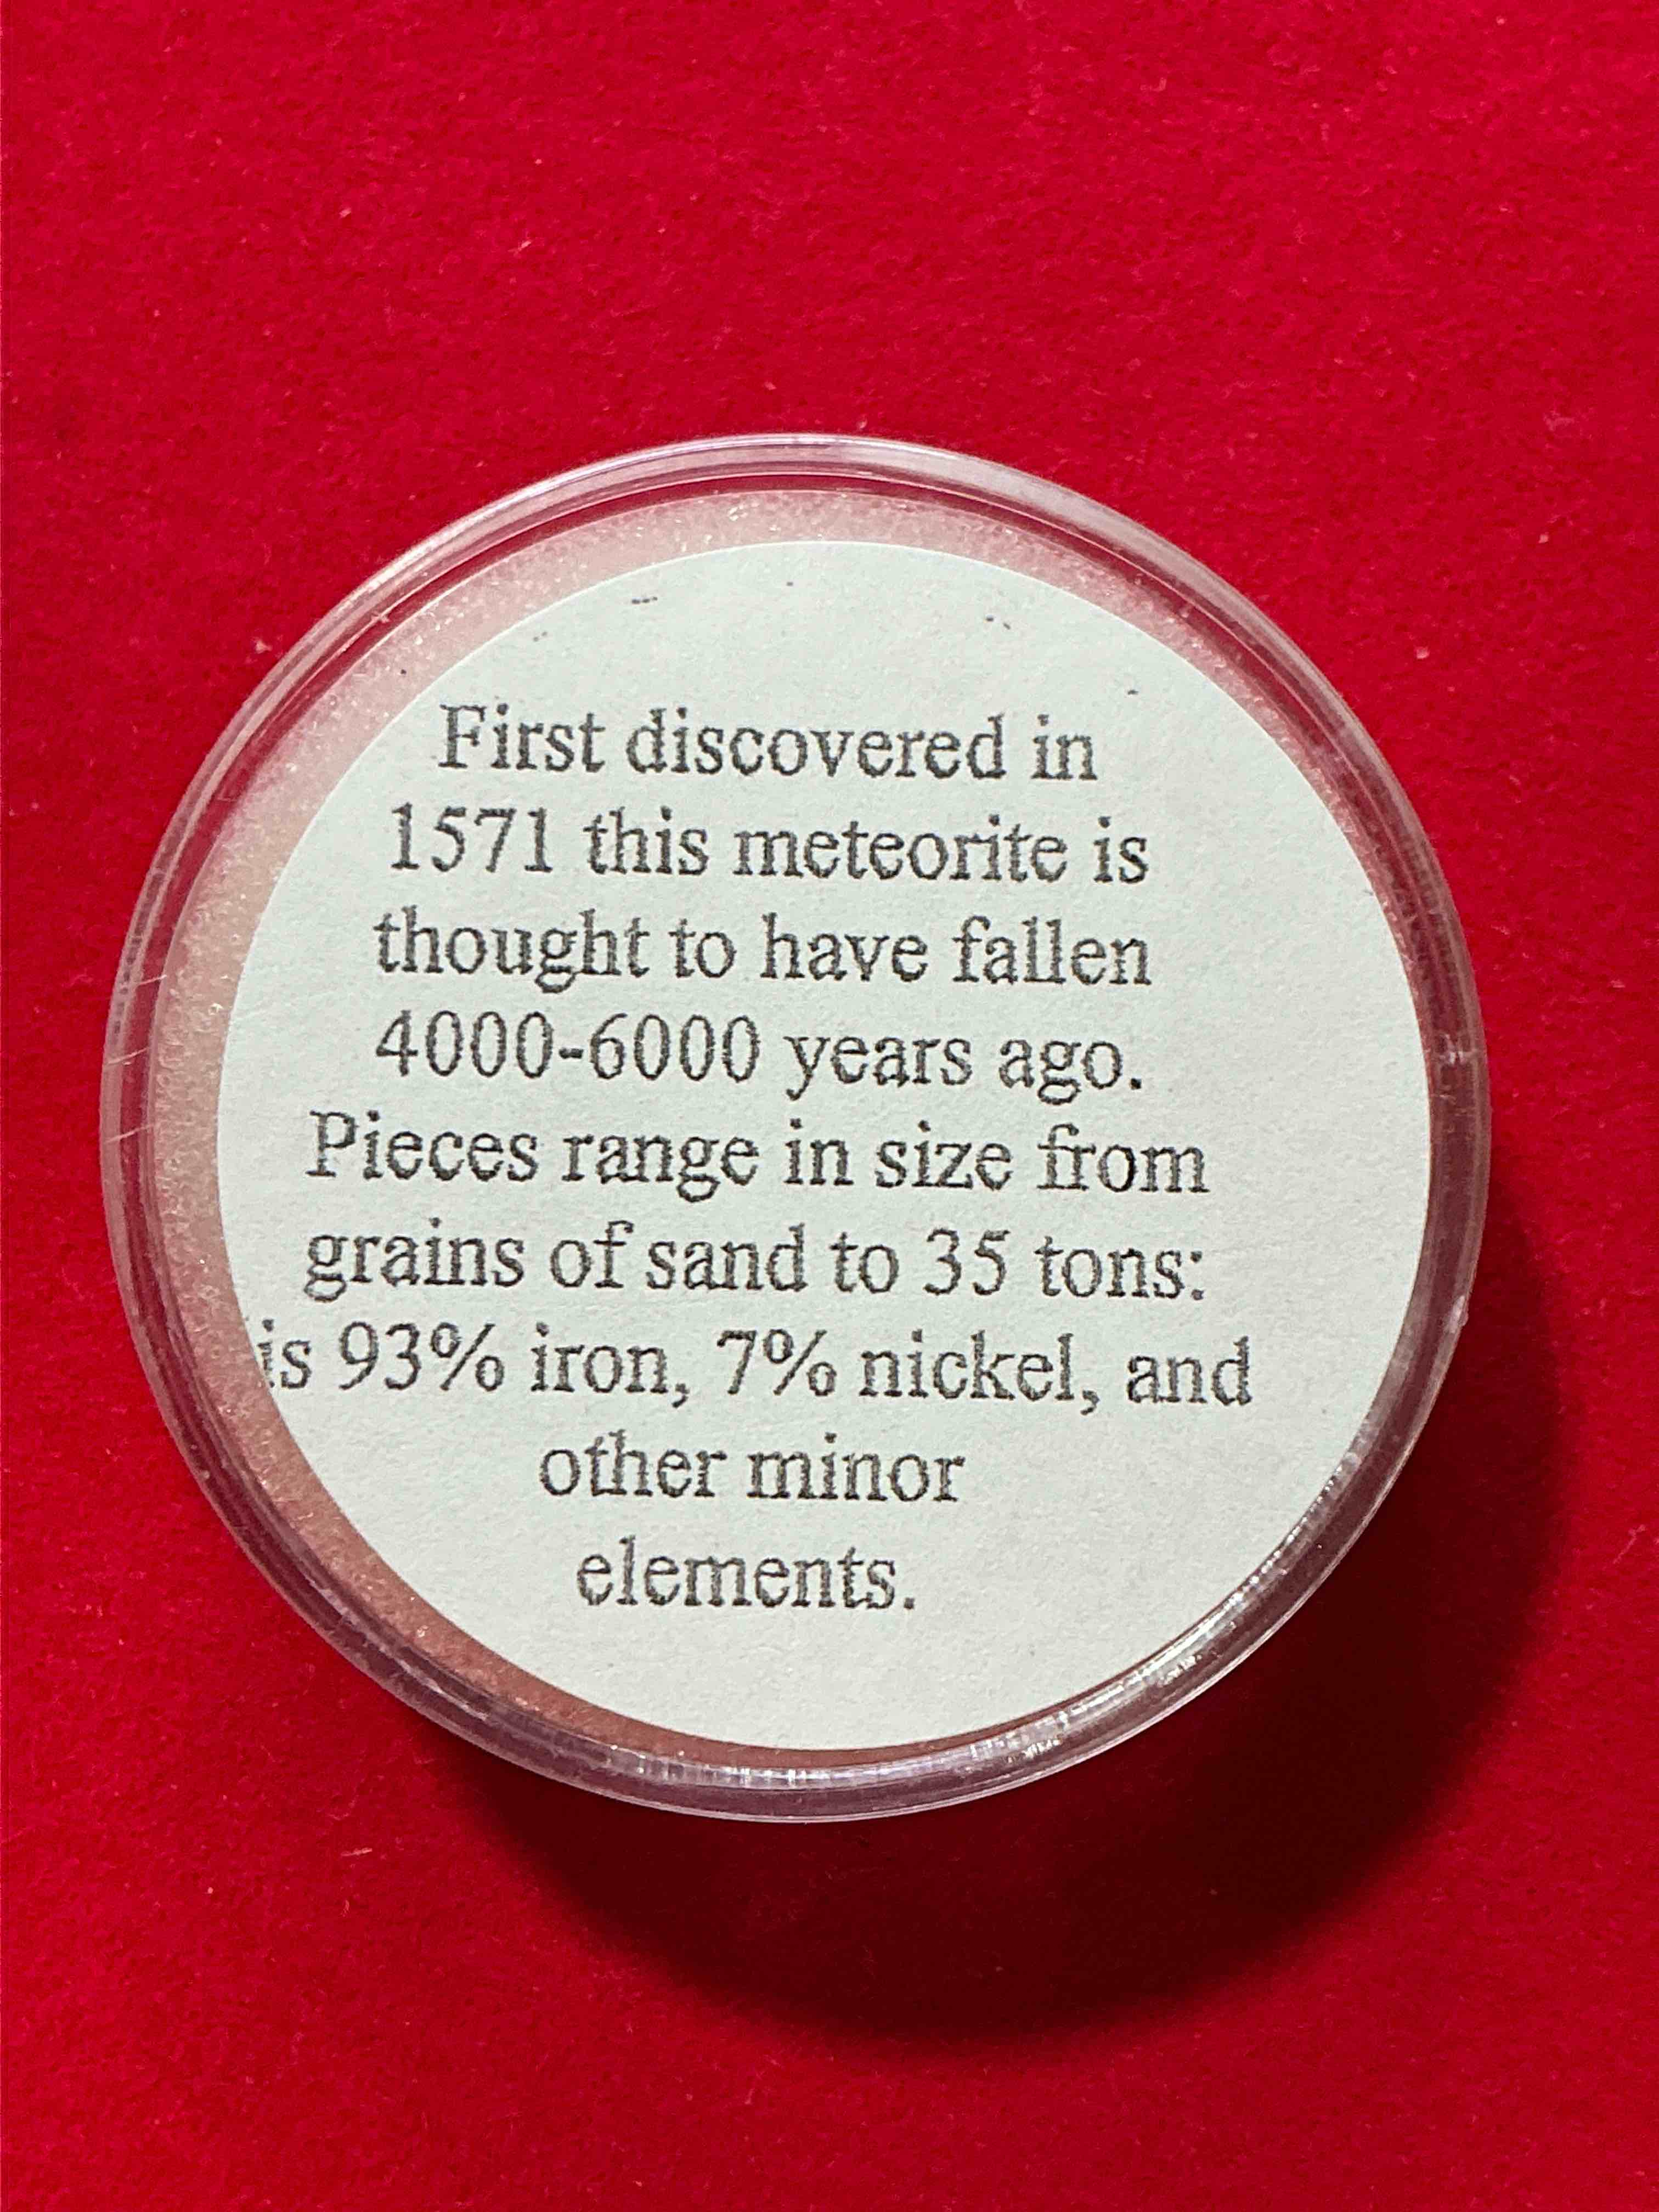 First discovered in
1571 this meteorite is
thought to have fallen
4000-6000 years ago.
Pieces range in size from
grains of sand to 35 tons:
is 93% iron, 7% nickel, and
other minor
elements.